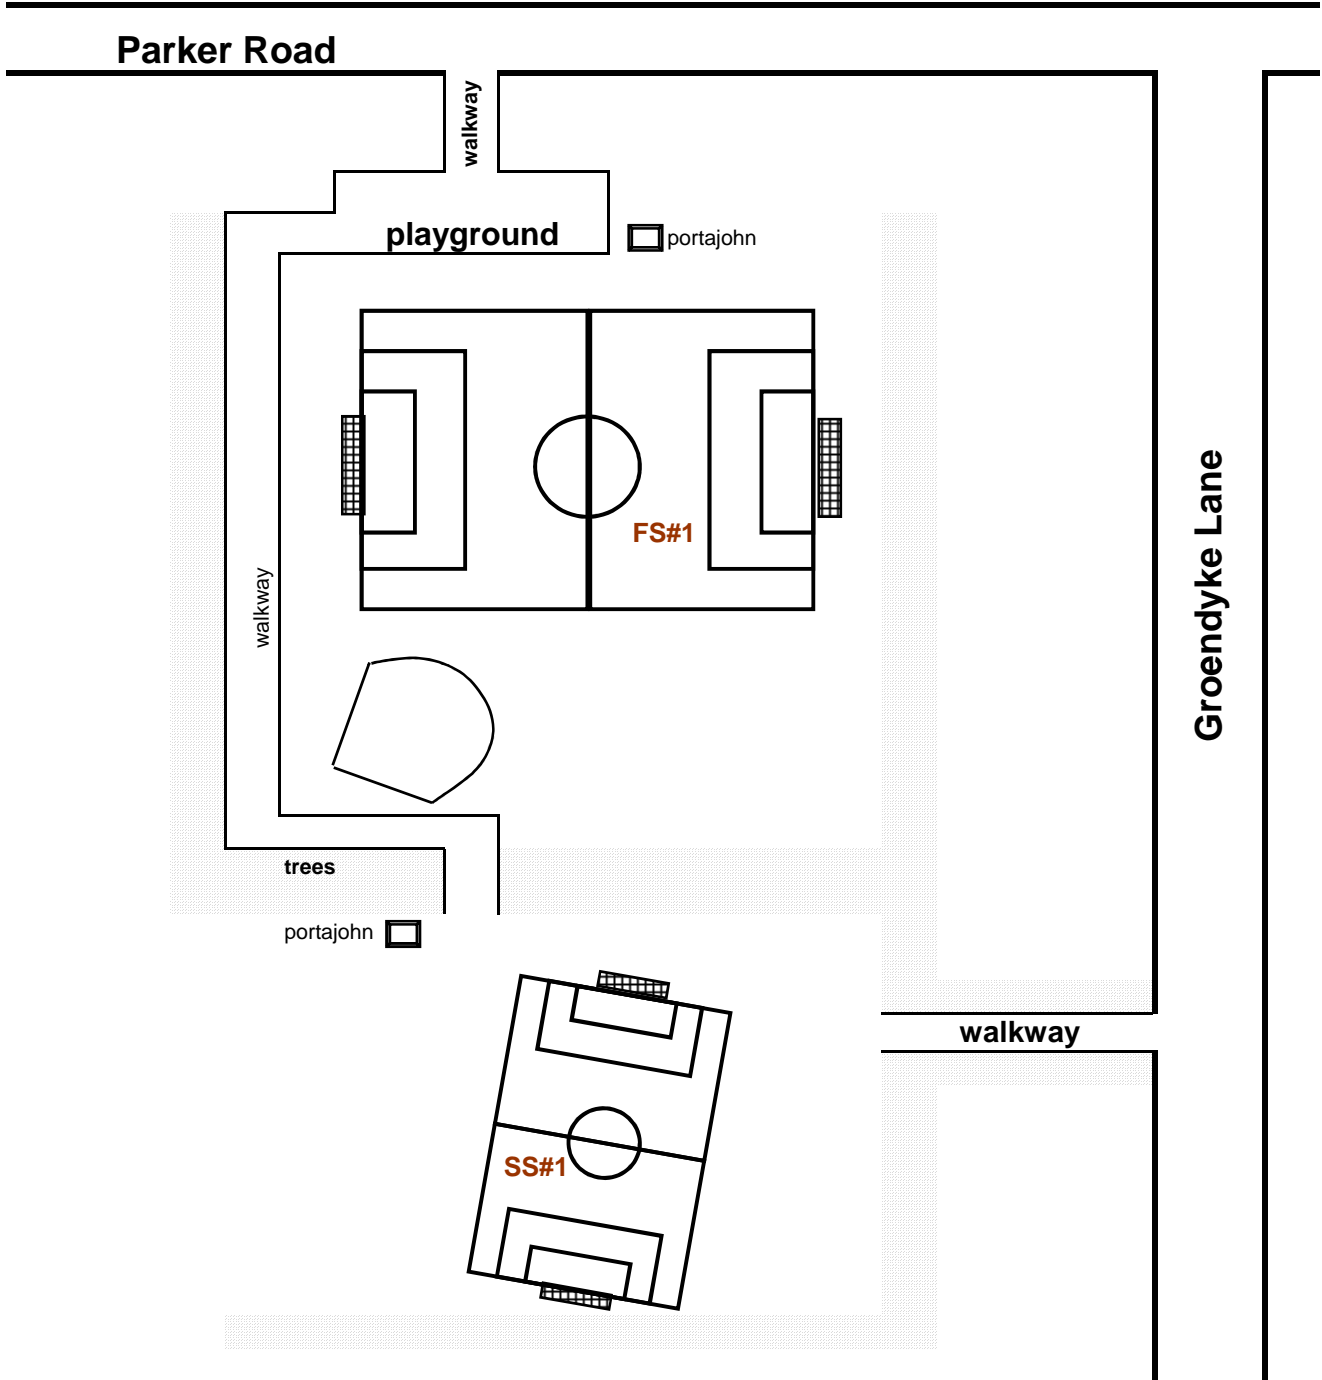 Parker Road
walkway
playground
portajohn
FS#1
Groendyke Lane
walkway
trees
portajohn
walkway
SS#1